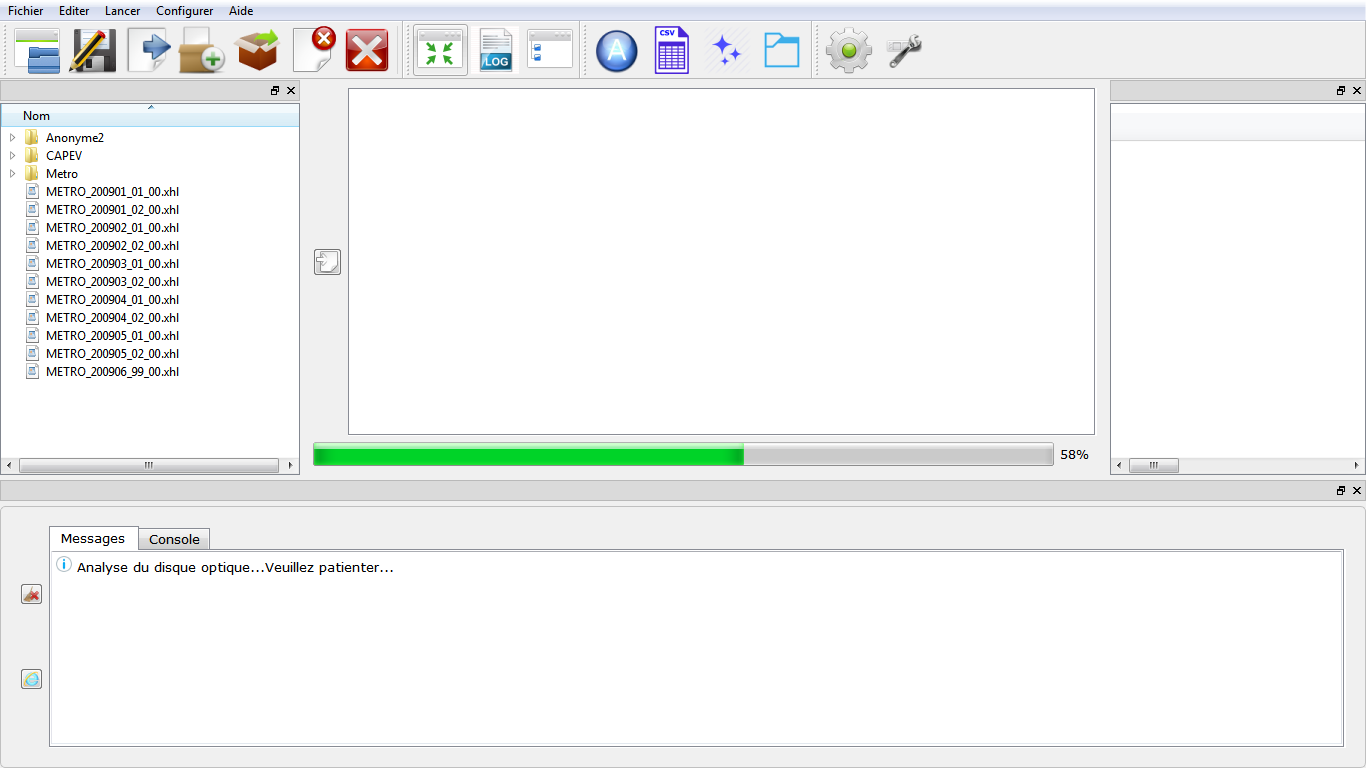 Fichier Editer Lancer Configurer Aide
LOG
CSV
A
Nom
Anonyme2
CAPEV
Metro
METRO_200901_01_00.xhl
METRO_200901_02_00.xhl
METRO_200902_01_00.xhl
METRO_200902_02_00.xhl
METRO_200903_01_00.xhl
METRO_200903_02_00.xhl
METRO_200904_01_00.xhl
METRO_200904_02_00.xhl
METRO_200905_01_00.xhl
METRO_200905_02_00.xhl
METRO_200906_99_00.xhl
58%
Messages Console
Analyse du disque optique...Veuillez patienter...